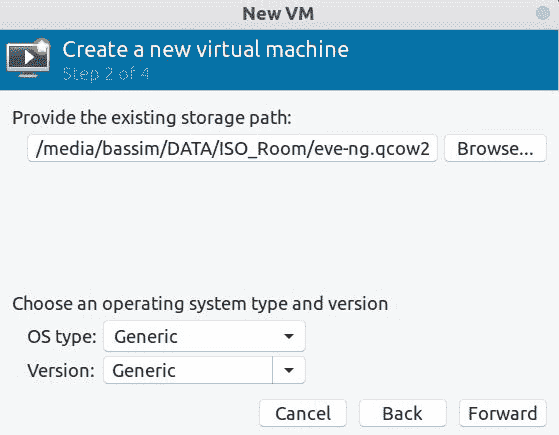 New VM
Create a new virtual machine
Step 2 of 4
Provide the existing storage path:
/media/bassim/DATA/ISO_Room/eve-ng.qcow2 Browse...
Choose an operating system type and version
OS type: Generic
Version: Generic
Cancel Back Forward